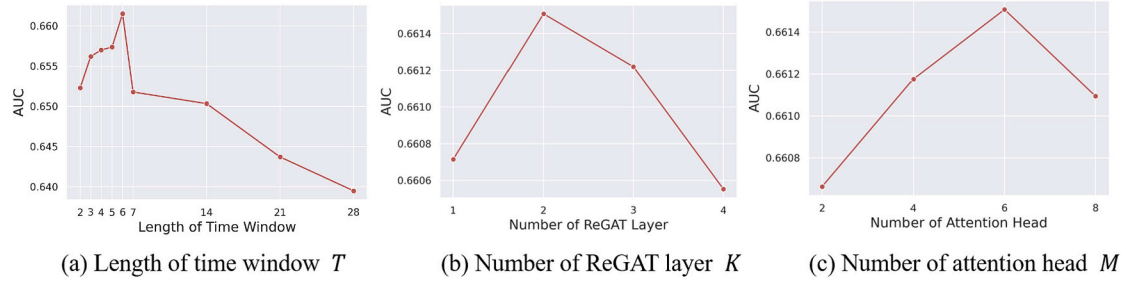 0.660
0.655
0.650
0.645
0.640
AUC
2 3 4 5 6 7 14 21 28
Length of Time Window
(a) Length of time window T
0.6614
0.6612
0.6610
0.6608
0.6606
AUC
1 2 3 4
Number of ReGAT Layer
(b) Number of ReGAT layer K
0.6614
0.6612
0.6610
0.6608
AUC
2 4 6 8
Number of Attention Head
(c) Number of attention head M